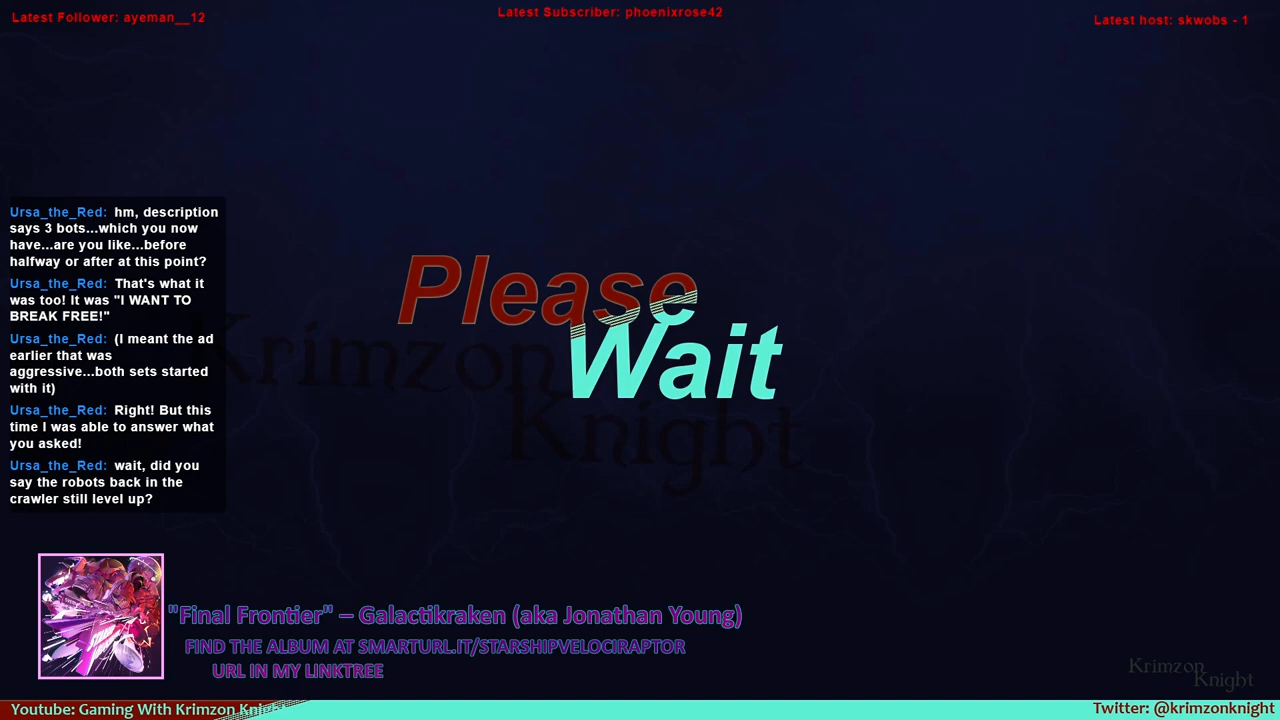 Latest Follower: ayeman__12
Latest Subscriber: phoenixrose42
Latest host: skwobs - 1
Ursa_the_Red: hm, description
says 3 bots...which you now
have...are you like...before
halfway or after at this point?
Ursa_the_Red: That's what it
was too! It was "I WANT TO
BREAK FREE!"
Ursa_the_Red: (I meant the ad
earlier that was
aggressive...both sets started
with it)
Ursa_the_Red: Right! But this
time I was able to answer what
you asked!
Ursa_the_Red: wait, did you
say the robots back in the
crawler still level up?
Please
Wait
Krimzon
Knight
"Final Frontier" – Galactikraken (aka Jonathan Young)
FIND THE ALBUM AT SMARTURL.IT/STARSHIPVELOCIRAPTOR
URL IN MY LINKTREE
Krimzon
Knight
Youtube: Gaming With Krimzon Knight
Twitter: @krimzonknight